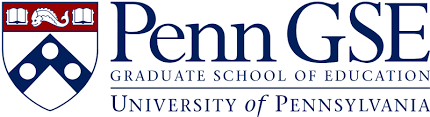 Penn GSE
GRADUATE SCHOOL OF EDUCATION
UNIVERSITY of PENNSYLVANIA